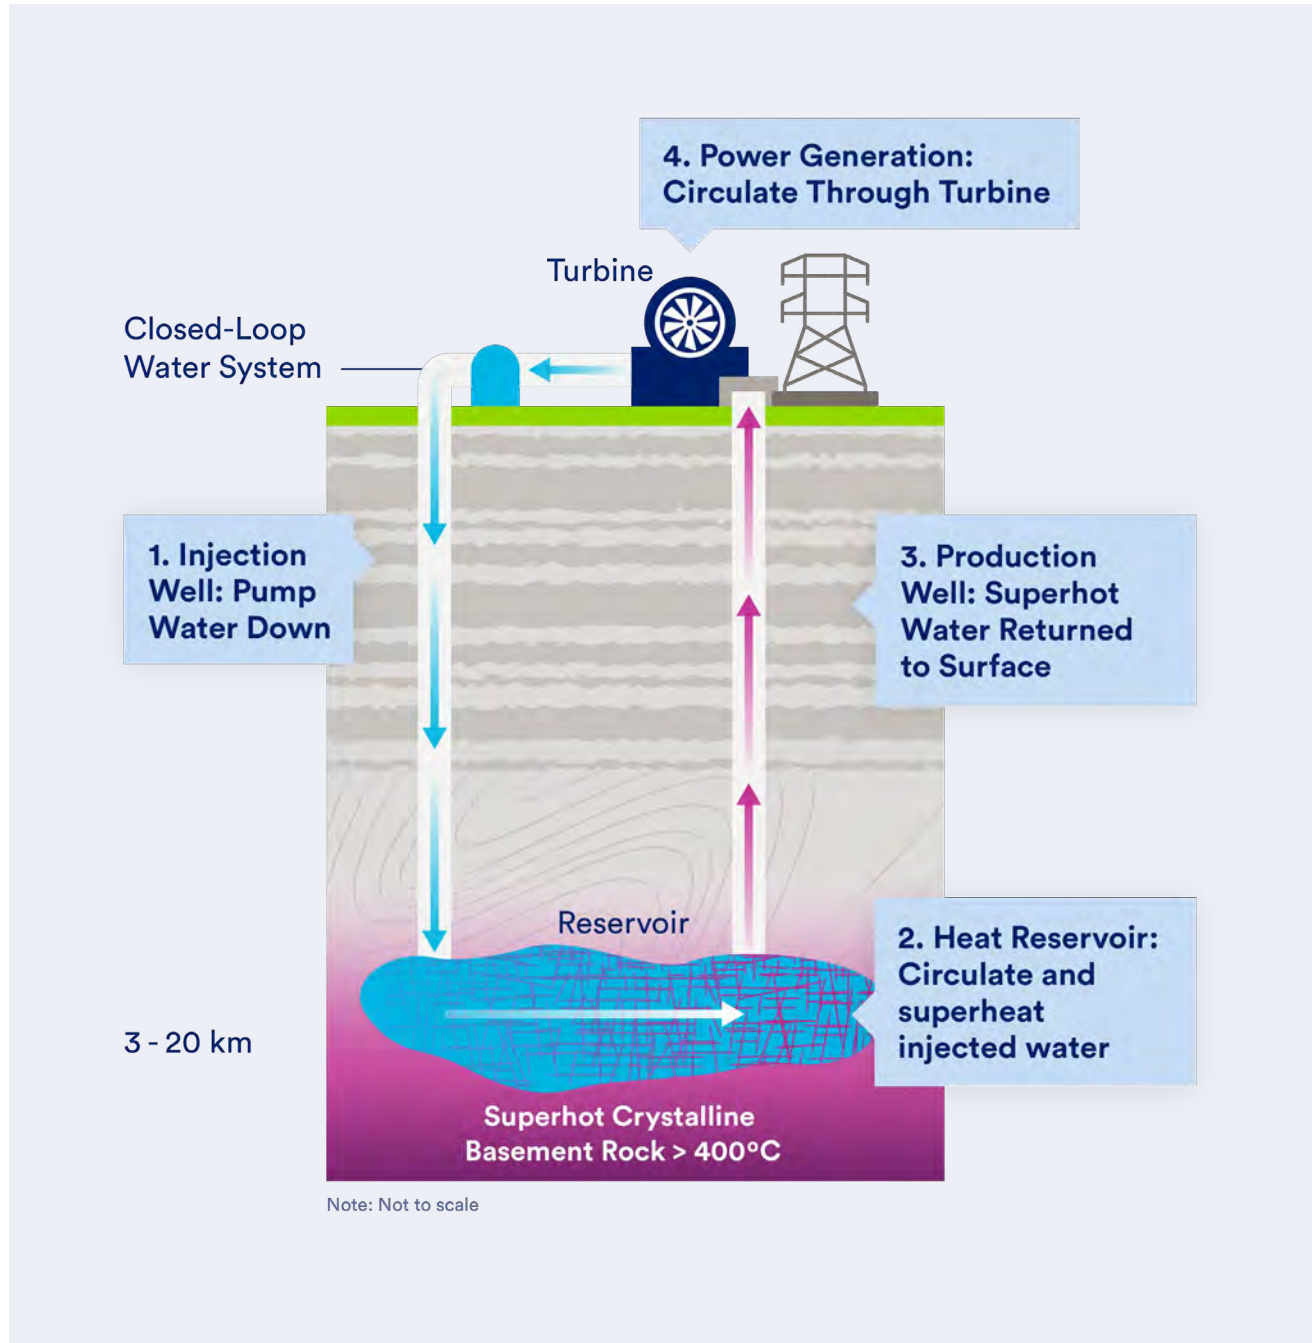 4. Power Generation:
Circulate Through Turbine
Turbine
Closed-Loop
Water System
1. Injection
Well: Pump
Water Down
3. Production
Well: Superhot
Water Returned
to Surface
Reservoir
2. Heat Reservoir:
Circulate and
superheat
injected water
3 - 20 km
Superhot Crystalline
Basement Rock > 400°C
Note: Not to scale